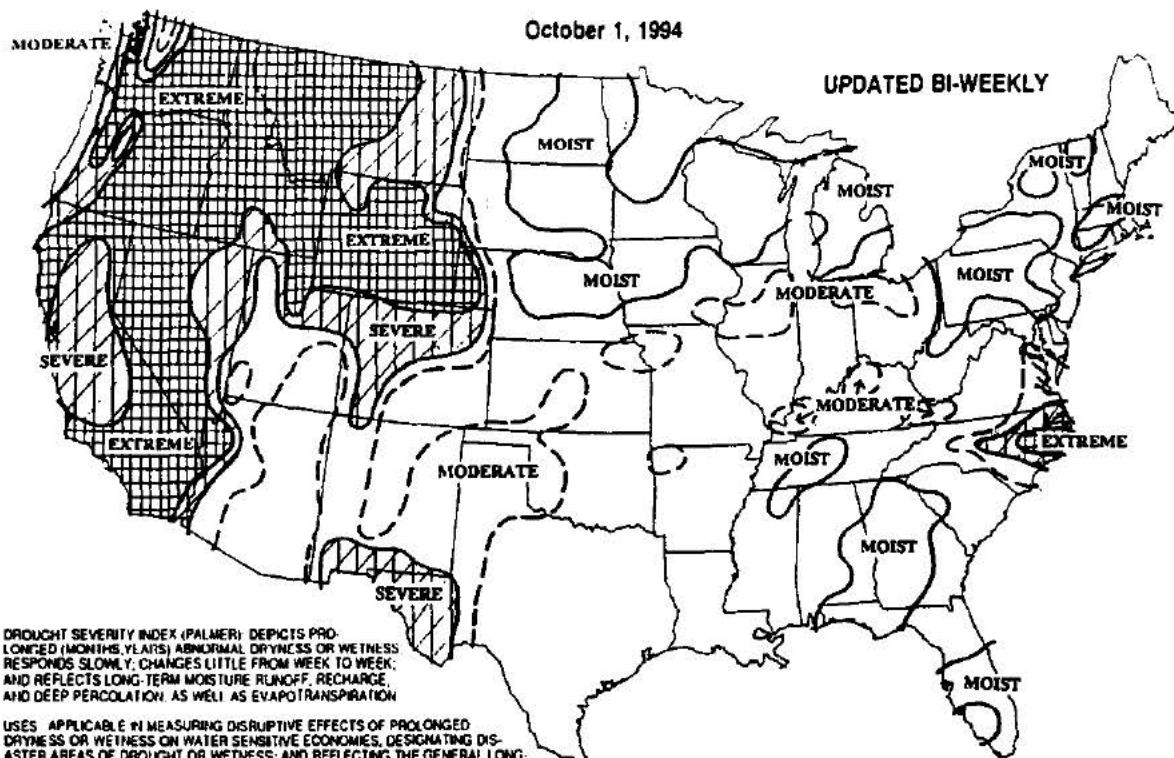 October 1, 1994
MODERATE
UPDATED BI-WEEKLY
EXTREME
MOIST
MOIST
MOIST
MOIST
EXTREME
MOIST
MOIST
MODERATE
SEVERE
SEVERE
MODERATE
EXTREME
EXTREME
MOIST
MODERATE
MOIST
SEVERE
MOIST
DROUGHT SEVERITY INDEX (PALMER) DEPICTS PRO-
LONGED (MONTHS, YEARS) ABNORMAL DRYNESS OR WETNESS
RESPONDS SLOWLY; CHANGES LITTLE FROM WEEK TO WEEK;
AND REFLECTS LONG-TERM MOISTURE RUNOFF, RECHARGE,
AND DEEP PERCOLATION. AS WELL AS EVAPOTRANSPIRATION
USES APPLICABLE IN MEASURING DISRUPTIVE EFFECTS OF PROLONGED
DRYNESS OR WETNESS ON WATER SENSITIVE ECONOMIES, DESIGNATING DIS-
ASTER AREAS OF DROUGHT OR WETNESS; AND REFLECTING THE GENERAL LONG-